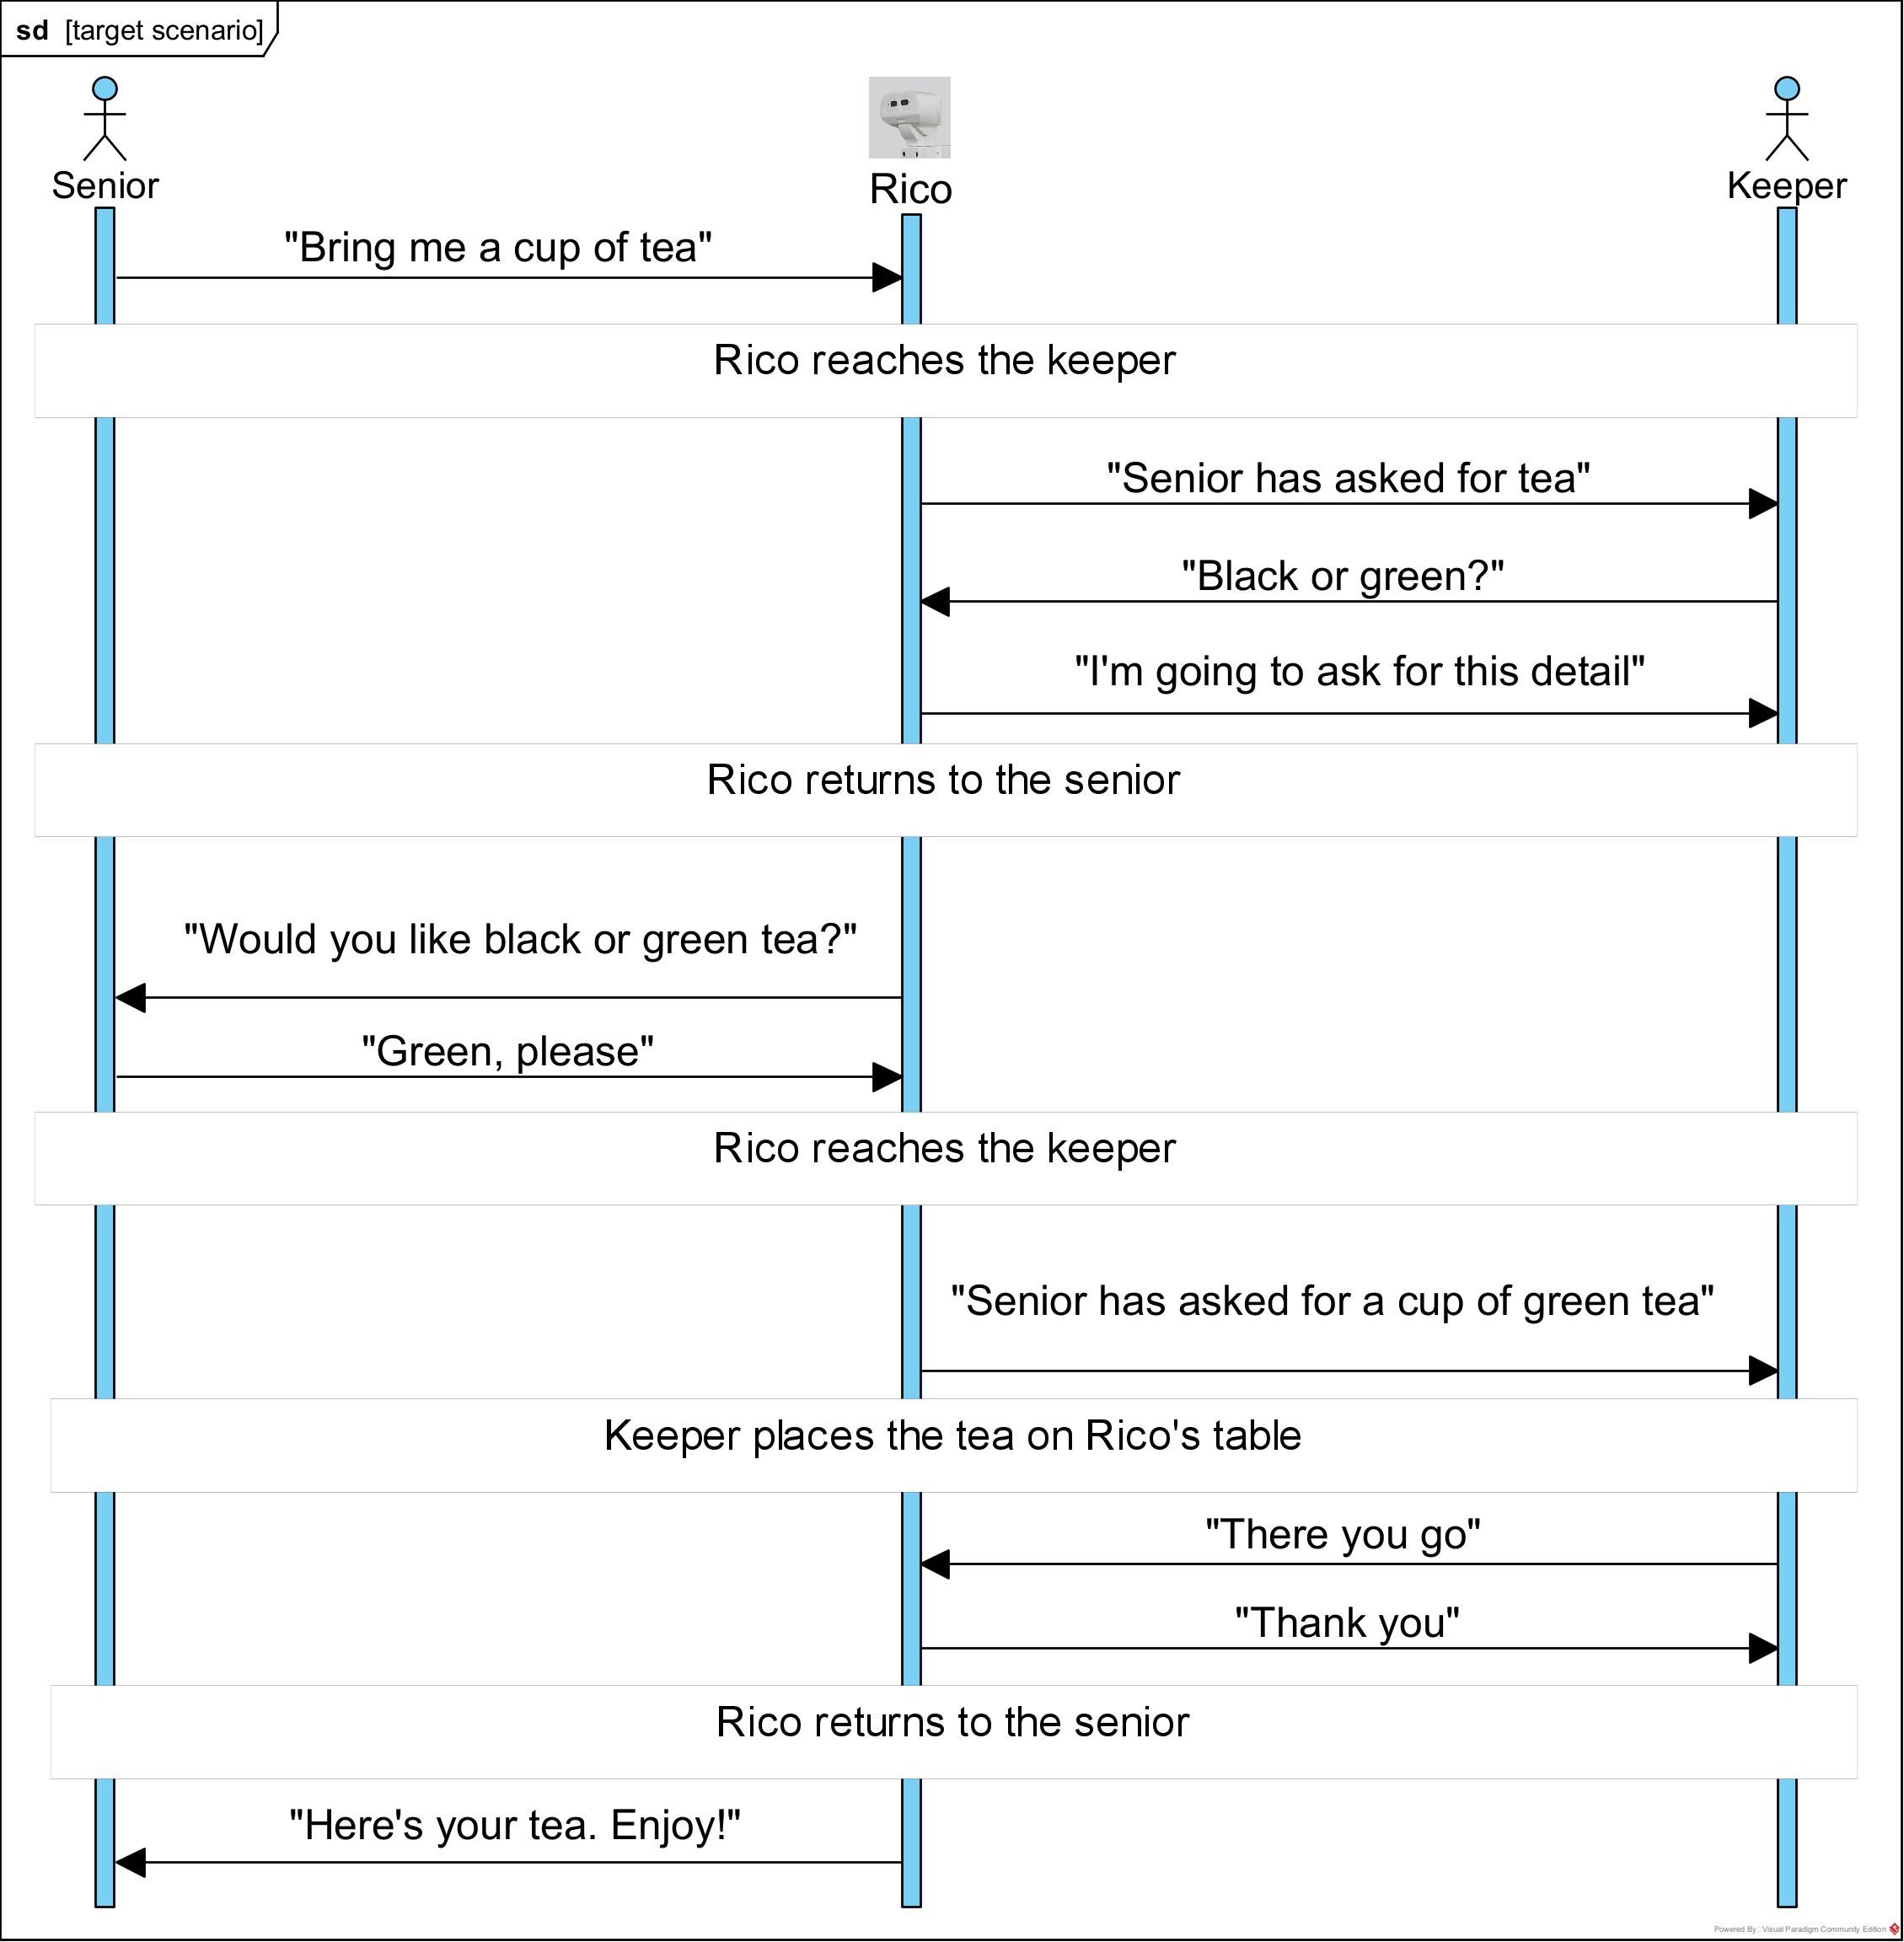 sd [target scenario]
Senior
Rico
Keeper
"Bring me a cup of tea"
Rico reaches the keeper
"Senior has asked for tea"
"Black or green?"
"I'm going to ask for this detail"
Rico returns to the senior
"Would you like black or green tea?"
"Green, please"
Rico reaches the keeper
"Senior has asked for a cup of green tea"
Keeper places the tea on Rico's table
"There you go"
"Thank you"
Rico returns to the senior
"Here's your tea. Enjoy!"
Powered By Visual Paradigm Community Edition